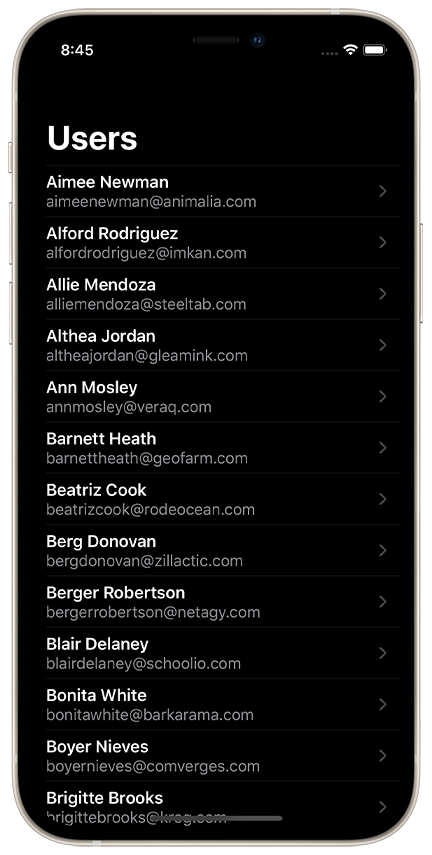 8:45
Users
Aimee Newman
aimeenewman@animalia.com
Alford Rodriguez
alfordrodriguez@imkan.com
Allie Mendoza
alliemendoza@steeltab.com
Althea Jordan
altheajordan@gleamink.com
Ann Mosley
annmosley@veraq.com
Barnett Heath
barnettheath@geofarm.com
Beatriz Cook
beatrizcook@rodeocean.com
Berg Donovan
bergdonovan@zillactic.com
Berger Robertson
bergerrobertson@netagy.com
Blair Delaney
blairdelaney@schoolio.com
Bonita White
bonitawhite@barkarama.com
Boyer Nieves
boyernieves@comverges.com
Brigitte Brooks
brigittebrooks@krog.com